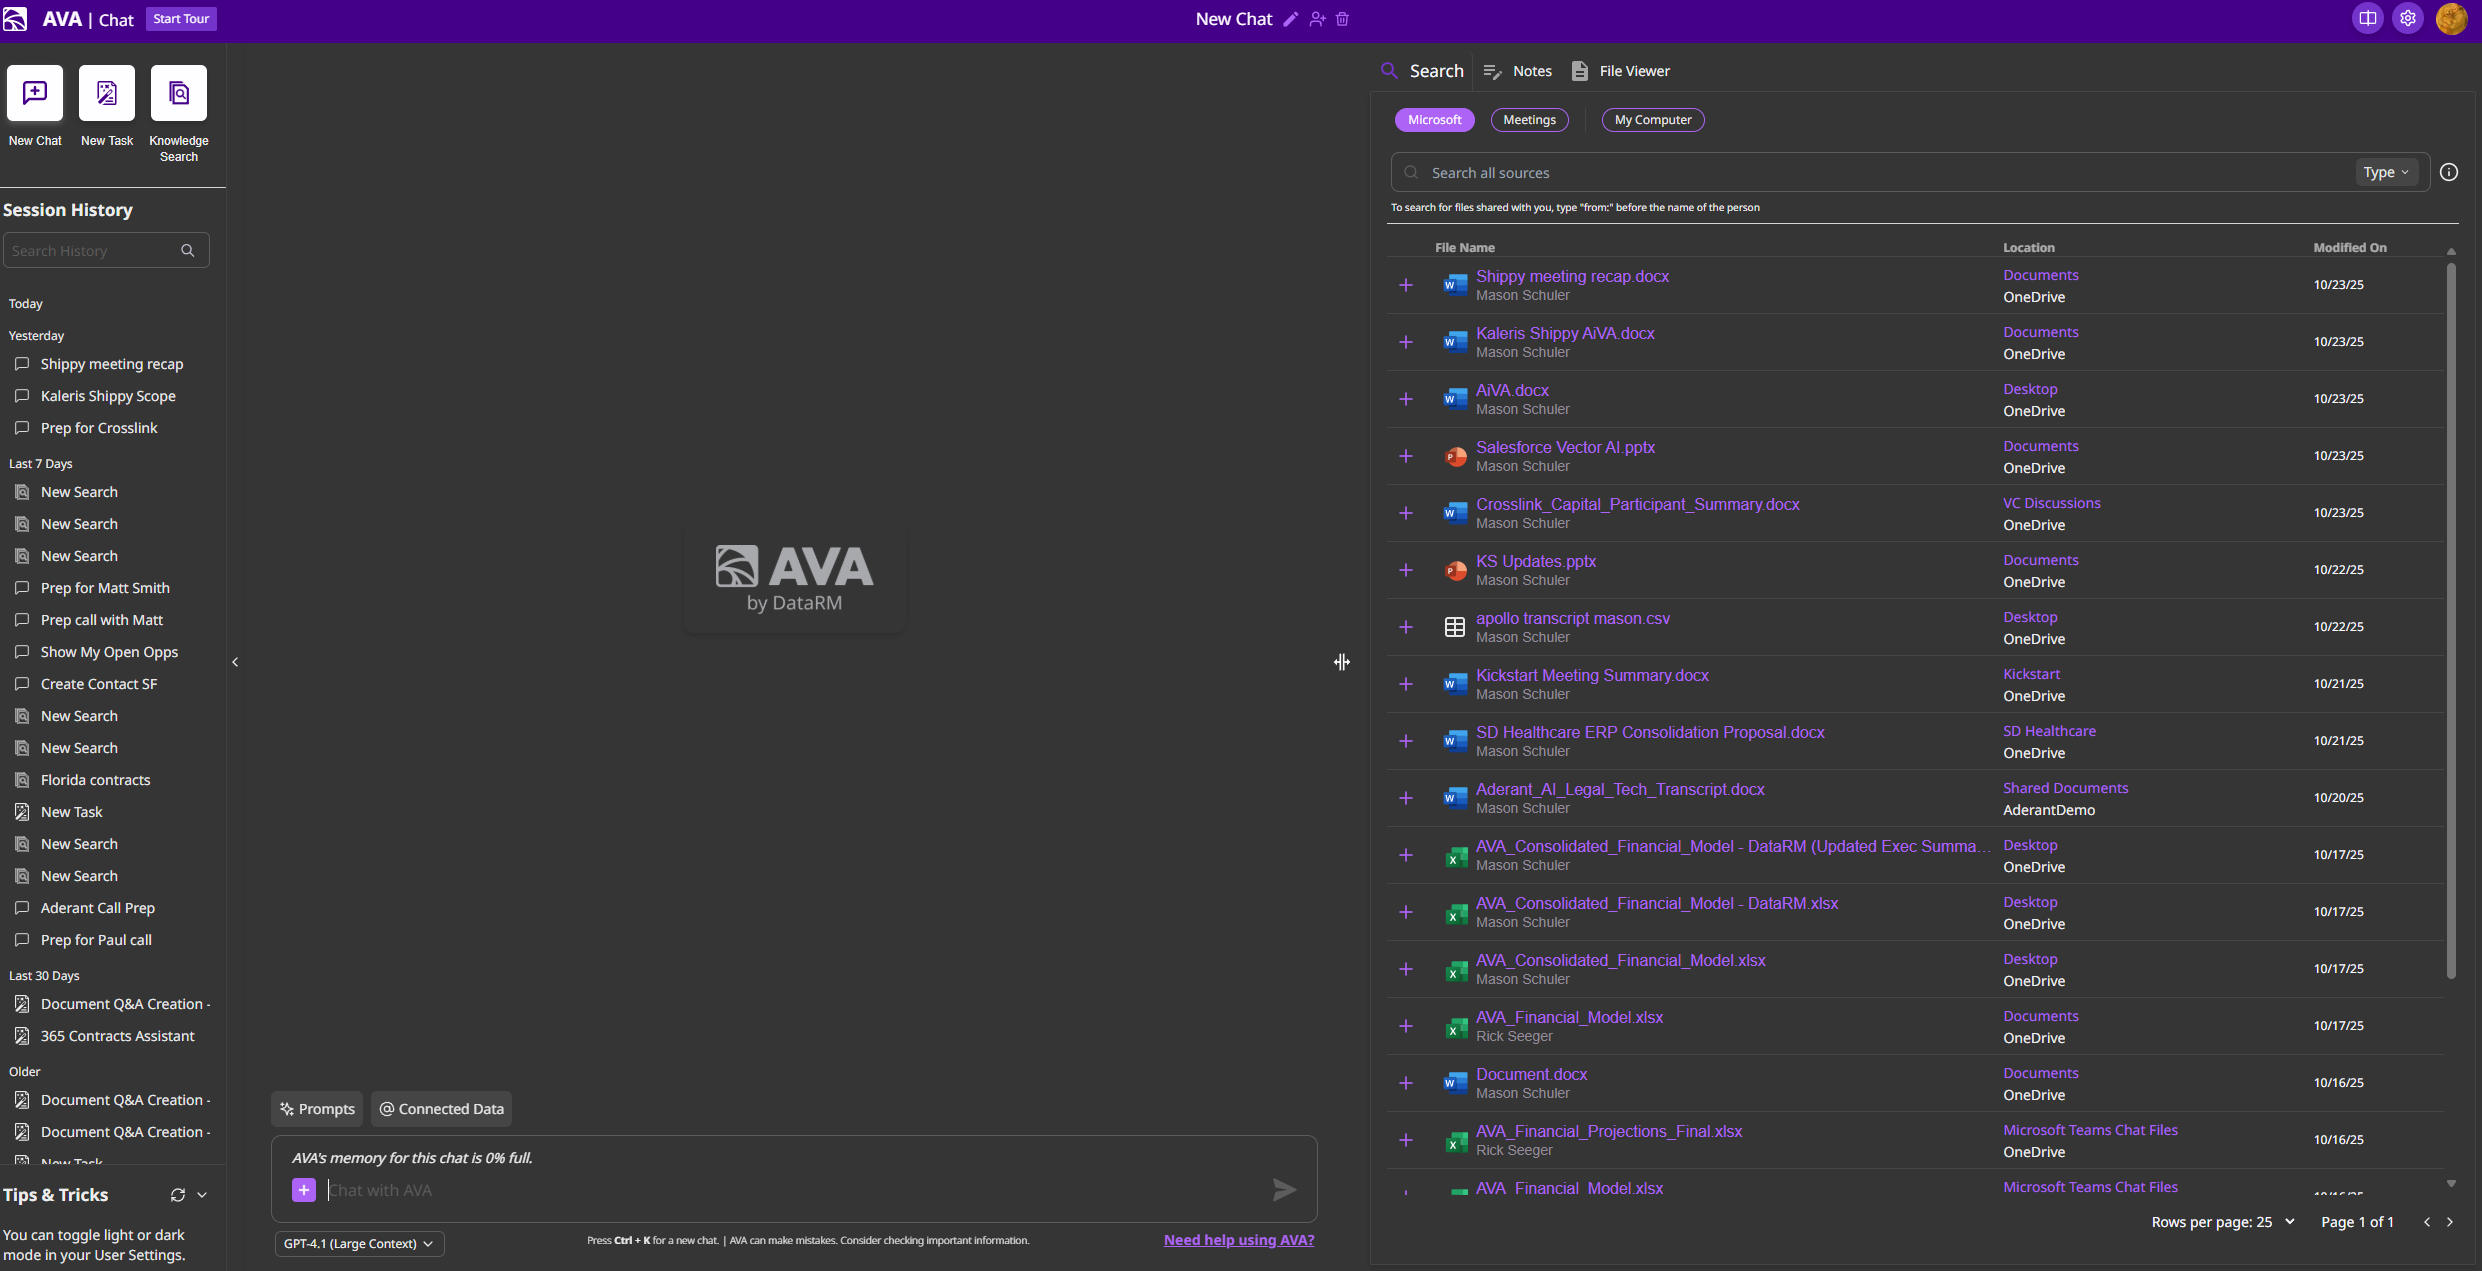 AVA | Chat
Start Tour
New Chat
New Chat
New Task
Knowledge
Search
Session History
Search History
Today
Yesterday
Shippy meeting recap
Kaleris Shippy Scope
Prep for Crosslink
Last 7 Days
New Search
New Search
New Search
Prep for Matt Smith
Prep call with Matt
Show My Open Opps
Create Contact SF
New Search
New Search
Florida contracts
New Task
New Search
New Search
Aderant Call Prep
Prep for Paul call
Last 30 Days
Document Q&A Creation -
365 Contracts Assistant
Older
Document Q&A Creation -
Document Q&A Creation -
New Task
Tips & Tricks
You can toggle light or dark
mode in your User Settings.
AVA
by DataRM
Prompts
@ Connected Data
AVA's memory for this chat is 0% full.
Chat with AVA
GPT-4.1 (Large Context)
Press Ctrl + K for a new chat. | AVA can make mistakes. Consider checking important information.
Need help using AVA?
Search
Notes
File Viewer
Microsoft
Meetings
My Computer
Search all sources
Type
To search for files shared with you, type "from:" before the name of the person
File Name Location Modified On
Shippy meeting recap.docx
Mason Schuler
Documents
OneDrive
10/23/25
Kaleris Shippy AiVA.docx
Mason Schuler
Documents
OneDrive
10/23/25
AiVA.docx
Mason Schuler
Desktop
OneDrive
10/23/25
Salesforce Vector AI.pptx
Mason Schuler
Documents
OneDrive
10/23/25
Crosslink_Capital_Participant_Summary.docx
Mason Schuler
VC Discussions
OneDrive
10/23/25
KS Updates.pptx
Mason Schuler
Documents
OneDrive
10/22/25
apollo transcript mason.csv
Mason Schuler
Desktop
OneDrive
10/22/25
Kickstart Meeting Summary.docx
Mason Schuler
Kickstart
OneDrive
10/21/25
SD Healthcare ERP Consolidation Proposal.docx
Mason Schuler
SD Healthcare
OneDrive
10/21/25
Aderant_AI_Legal_Tech_Transcript.docx
Mason Schuler
Shared Documents
AderantDemo
10/20/25
AVA_Consolidated_Financial_Model - DataRM (Updated Exec Summa...
Mason Schuler
Desktop
OneDrive
10/17/25
AVA_Consolidated_Financial_Model - DataRM.xlsx
Mason Schuler
Desktop
OneDrive
10/17/25
AVA_Consolidated_Financial_Model.xlsx
Mason Schuler
Desktop
OneDrive
10/17/25
AVA_Financial_Model.xlsx
Rick Seeger
Documents
OneDrive
10/17/25
Document.docx
Mason Schuler
Documents
OneDrive
10/16/25
AVA_Financial_Projections_Final.xlsx
Rick Seeger
Microsoft Teams Chat Files
OneDrive
10/16/25
AVA_Financial_Model.xlsx
Microsoft Teams Chat Files
10/16/25
Rows per page: 25
Page 1 of 1